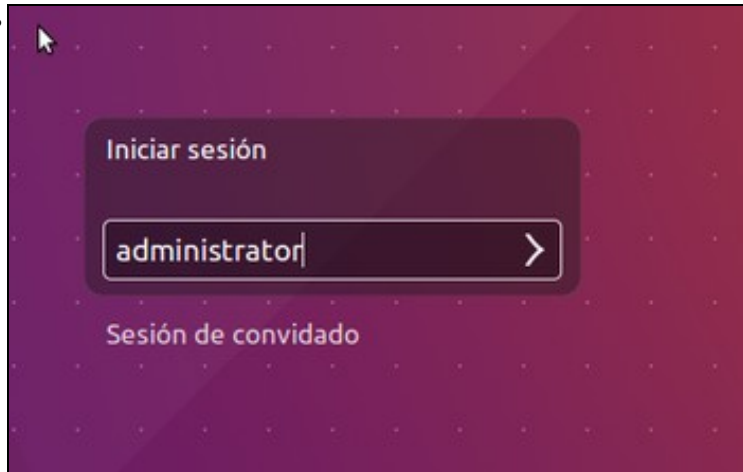 Iniciar sesión
administrator
Sesión de convidado